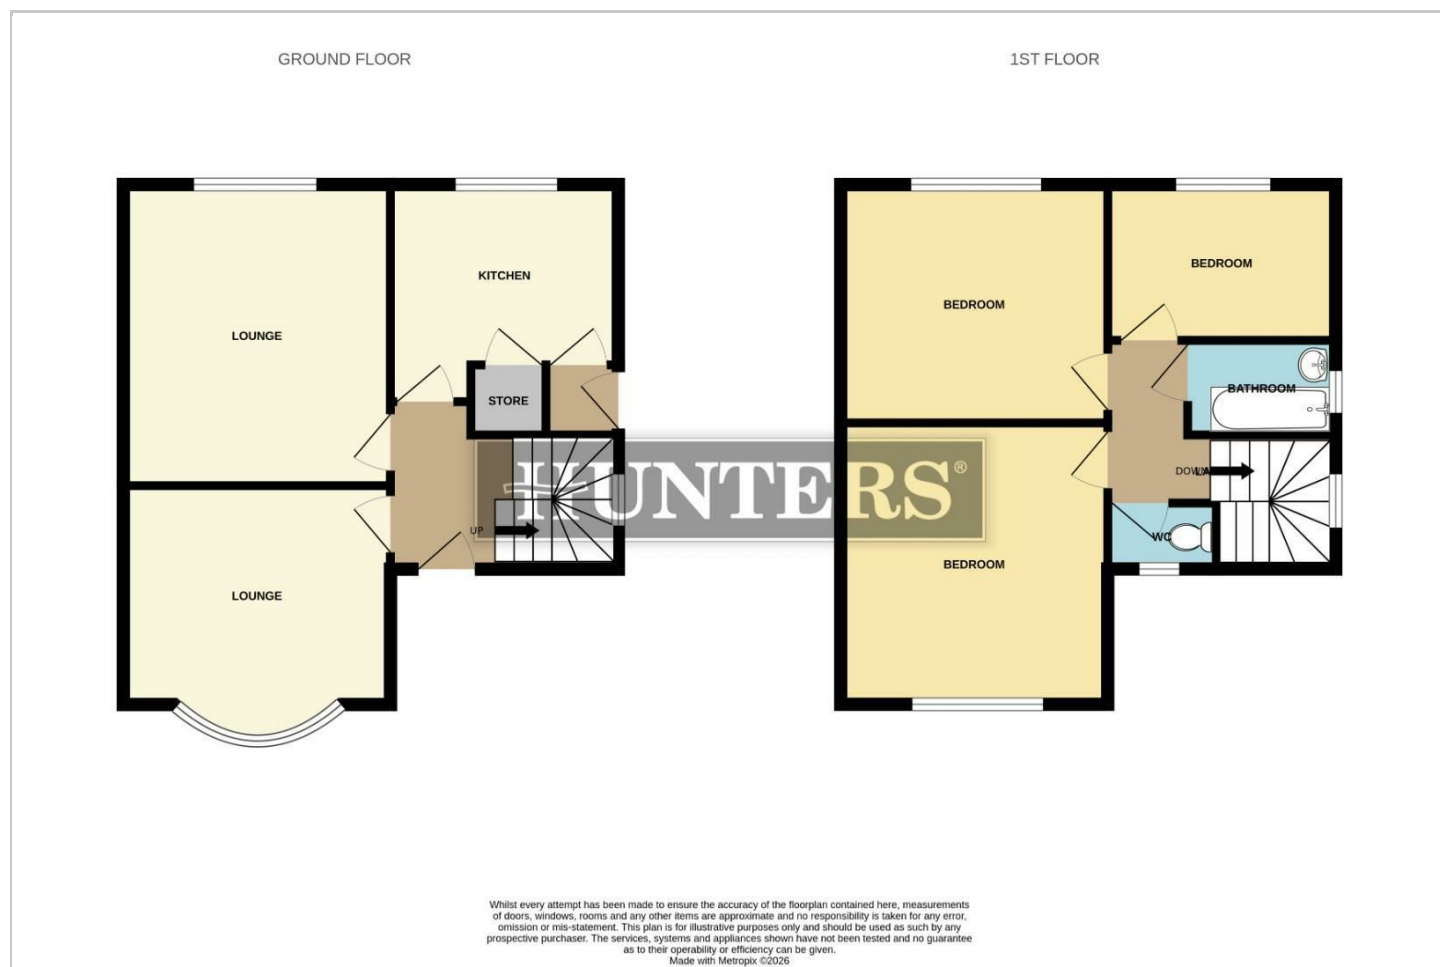 GROUND FLOOR
1ST FLOOR
KITCHEN
LOUNGE
STORE
UP
LOUNGE
BEDROOM
BEDROOM
BATHROOM
DOWN
WC
BEDROOM
HUNTERS®
Whilst every attempt has been made to ensure the accuracy of the floorplan contained here, measurements
of doors, windows, rooms and any other items are approximate and no responsibility is taken for any error,
omission or mis-statement. This plan is for illustrative purposes only and should be used as such by any
prospective purchaser. The services, systems and appliances shown have not been tested and no guarantee
as to their operability or efficiency can be given.
Made with Metropix ©2026